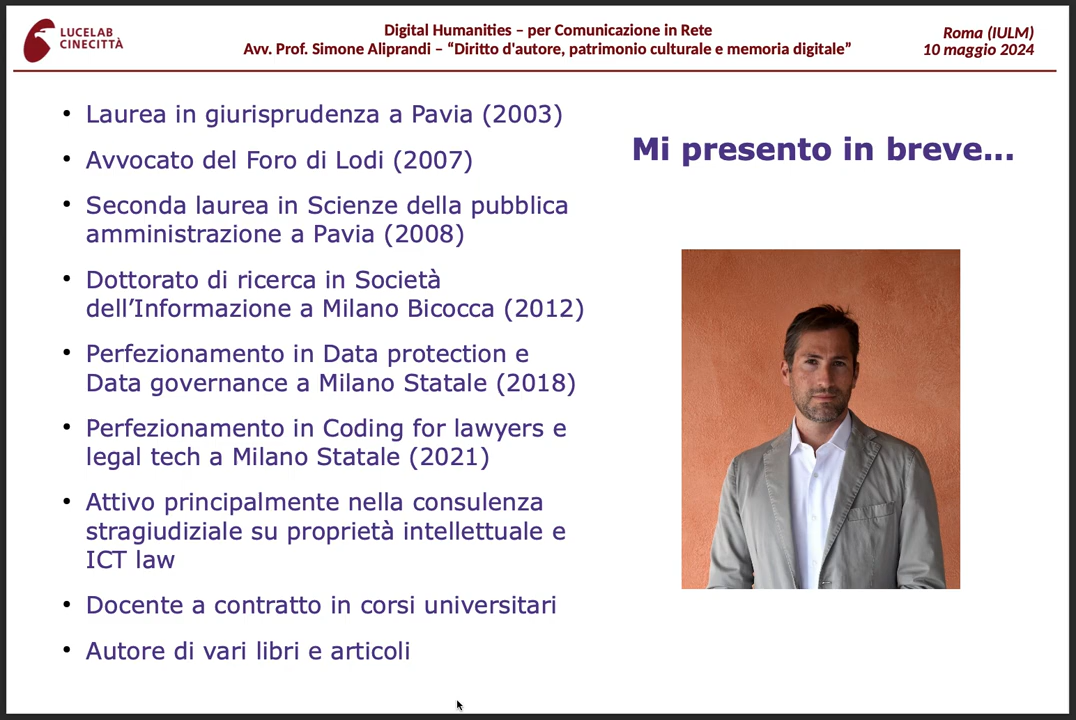 LUCELAB
CINECITTÀ
Digital Humanities – per Comunicazione in Rete
Avv. Prof. Simone Aliprandi – “Diritto d'autore, patrimonio culturale e memoria digitale”
Roma (IULM)
10 maggio 2024
Mi presento in breve...
• Laurea in giurisprudenza a Pavia (2003)
• Avvocato del Foro di Lodi (2007)
• Seconda laurea in Scienze della pubblica
amministrazione a Pavia (2008)
• Dottorato di ricerca in Società
dell’Informazione a Milano Bicocca (2012)
• Perfezionamento in Data protection e
Data governance a Milano Statale (2018)
• Perfezionamento in Coding for lawyers e
legal tech a Milano Statale (2021)
• Attivo principalmente nella consulenza
stragiudiziale su proprietà intellettuale e
ICT law
• Docente a contratto in corsi universitari
• Autore di vari libri e articoli